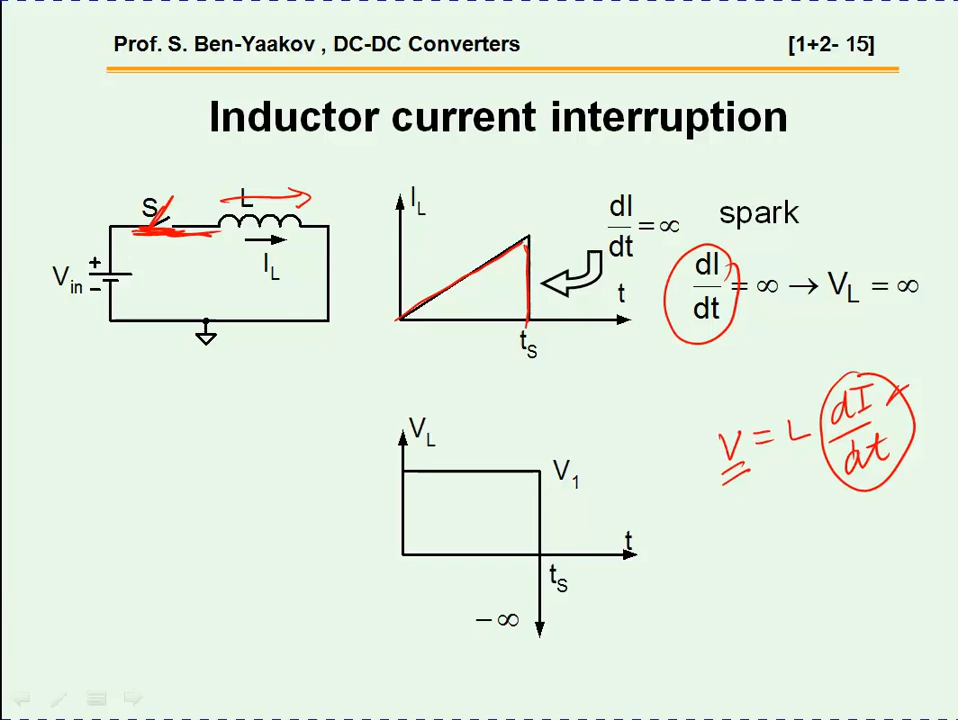 Prof. S. Ben-Yaakov , DC-DC Converters [1+2- 15]
Inductor current interruption
S L
+
V_in
−
I_L
I_L
t
t_S
dI/dt = ∞ spark
dI/dt = ∞ → V_L = ∞
V = L dI/dt
V_L
V_1
t
t_S
− ∞